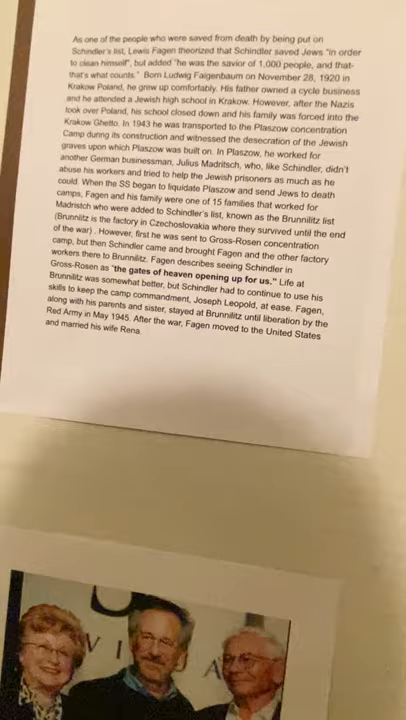 As one of the people who were saved from death by being put on
Schindler's list, Lewis Fagen theorized that Schindler saved Jews "in order
to clean himself", but added "he was the savior of 1,000 people, and that-
that's what counts." Born Ludwig Faigenbaum on November 28, 1920 in
Krakow Poland, he grew up comfortably. His father owned a cycle business
and he attended a Jewish high school in Krakow. However, after the Nazis
took over Poland, his school closed down and his family was forced into the
Krakow Ghetto. In 1943 he was transported to the Plaszow concentration
Camp during its construction and witnessed the desecration of the Jewish
graves upon which Plaszow was built on. In Plaszow, he worked for
another German businessman, Julius Madritsch, who, like Schindler, didn't
abuse his workers and tried to help the Jewish prisoners as much as he
could. When the SS began to liquidate Plaszow and send Jews to death
camps, Fagen and his family were one of 15 families that worked for
Madristch who were added to Schindler's list, known as the Brunnilitz list
(Brunnlitz is the factory in Czechoslovakia where they survived until the end
of the war) . However, first he was sent to Gross-Rosen concentration
camp, but then Schindler came and brought Fagen and the other factory
workers there to Brunnilitz. Fagen describes seeing Schindler in
Gross-Rosen as "the gates of heaven opening up for us." Life at
Brunnilitz was somewhat better, but Schindler had to continue to use his
skills to keep the camp commandment, Joseph Leopold, at ease. Fagen,
along with his parents and sister, stayed at Brunnilitz until liberation by the
Red Army in May 1945. After the war, Fagen moved to the United States
and married his wife Rena.
V I A